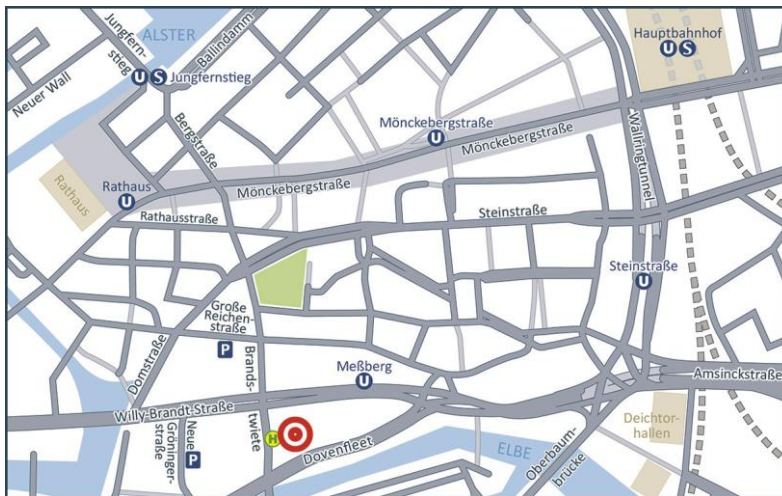 ALSTER
Jungfern-
stieg
Ballindamm
Neuer Wall
U S Jungfernstieg
Hauptbahnhof
U S
Bergstraße
Mönckebergstraße
U
Mönckebergstraße
Wallringtunnel
Rathaus
Rathaus
U
Mönckebergstraße
Rathausstraße
Steinstraße
Steinstraße
U
Große
Reichen-
straße
P
Domstraße
Brands-
twiete
Meßberg
U
Amsinckstraße
Willy-Brandt-Straße
Neue
Gröninger-
straße
P
H
Dovenfleet
ELBE
Oberbaum-
brücke
Deichtor-
hallen